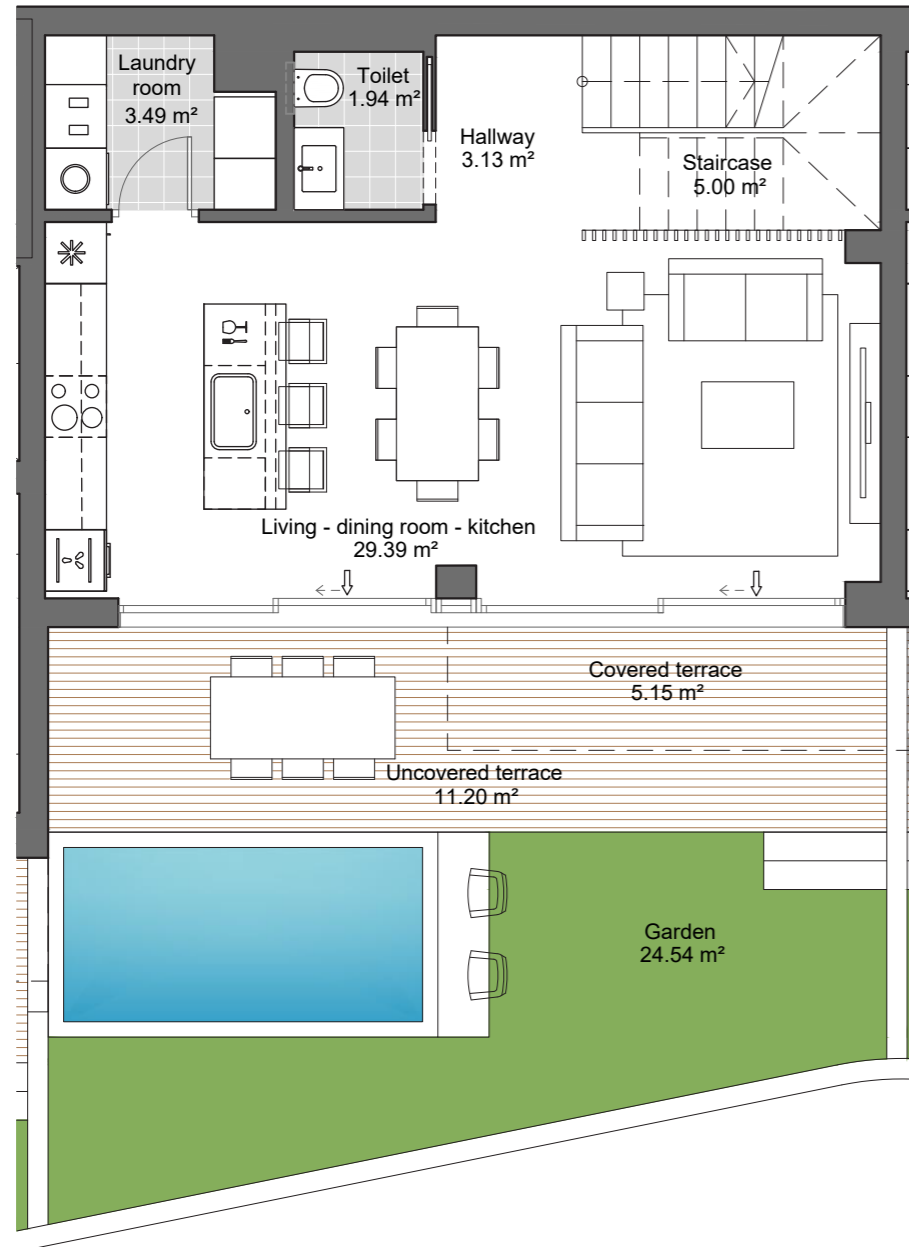 Laundry
room
3.49 m²
Toilet
1.94 m²
Hallway
3.13 m²
Staircase
5.00 m²
Living - dining room - kitchen
29.39 m²
Covered terrace
5.15 m²
Uncovered terrace
11.20 m²
Garden
24.54 m²